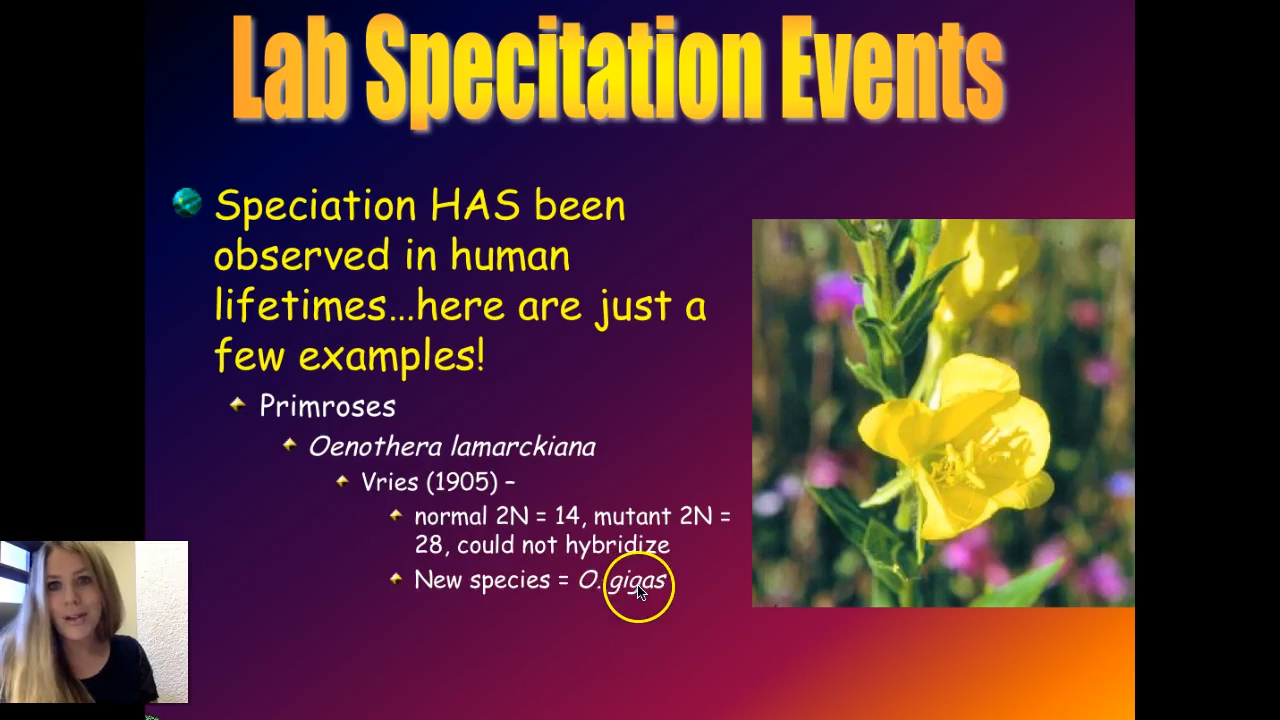 Lab Specitation Events
Speciation HAS been
observed in human
lifetimes...here are just a
few examples!
Primroses
Oenothera lamarckiana
Vries (1905) –
normal 2N = 14, mutant 2N =
28, could not hybridize
New species = O. gigas